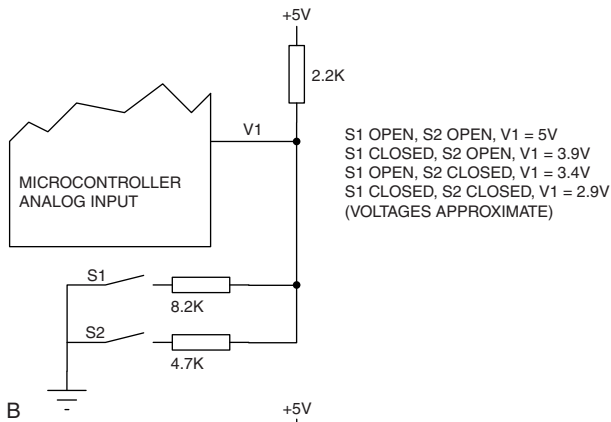 +5V
2.2K
V1
S1 OPEN, S2 OPEN, V1 = 5V
S1 CLOSED, S2 OPEN, V1 = 3.9V
S1 OPEN, S2 CLOSED, V1 = 3.4V
S1 CLOSED, S2 CLOSED, V1 = 2.9V
(VOLTAGES APPROXIMATE)
MICROCONTROLLER
ANALOG INPUT
S1
8.2K
S2
4.7K
B
+5V